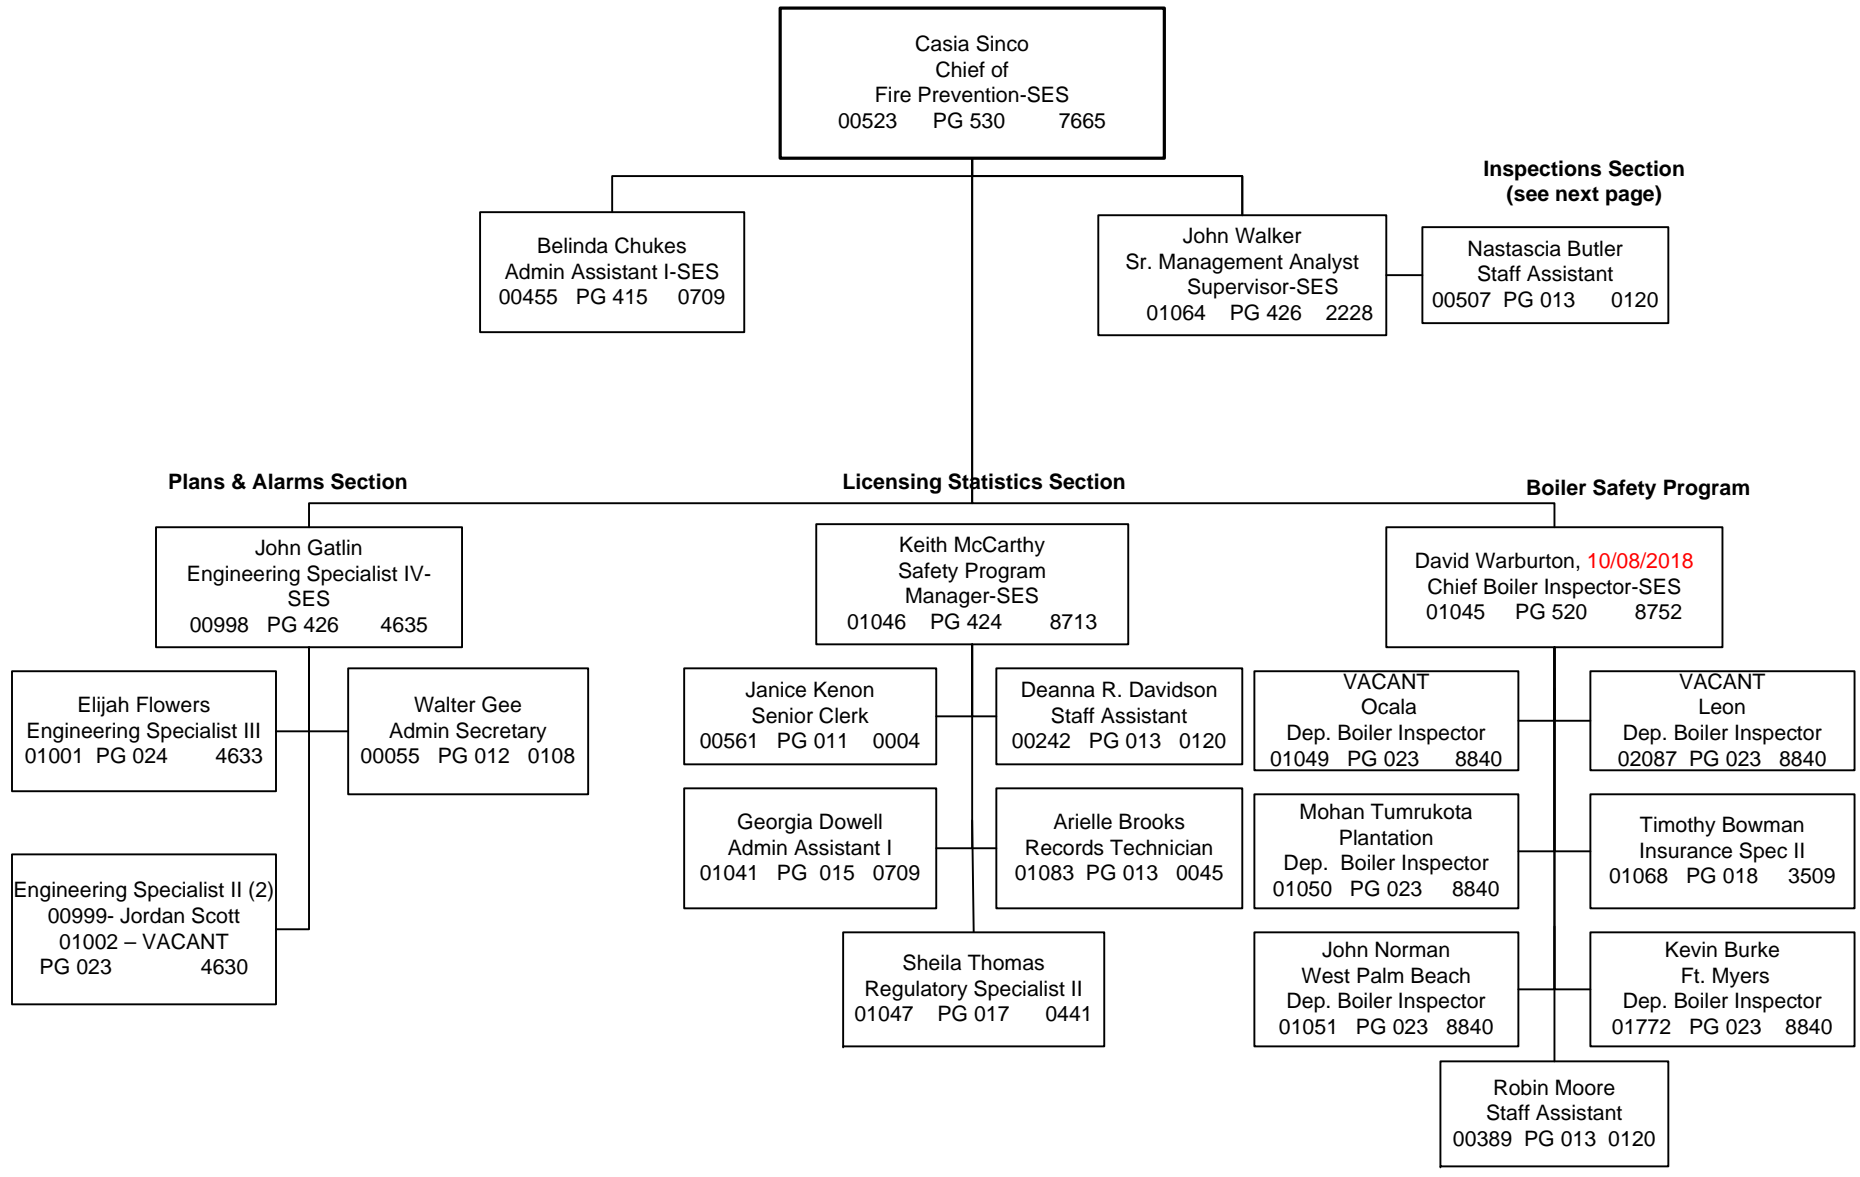 Casia Sinco
Chief of
Fire Prevention-SES
00523 PG 530 7665
Inspections Section
(see next page)
Belinda Chukes
Admin Assistant I-SES
00455 PG 415 0709
John Walker
Sr. Management Analyst
Supervisor-SES
01064 PG 426 2228
Nastascia Butler
Staff Assistant
00507 PG 013 0120
Plans & Alarms Section
John Gatlin
Engineering Specialist IV-
SES
00998 PG 426 4635
Elijah Flowers
Engineering Specialist III
01001 PG 024 4633
Walter Gee
Admin Secretary
00055 PG 012 0108
Engineering Specialist II (2)
00999- Jordan Scott
01002 – VACANT
PG 023 4630
Licensing Statistics Section
Keith McCarthy
Safety Program
Manager-SES
01046 PG 424 8713
Janice Kenon
Senior Clerk
00561 PG 011 0004
Deanna R. Davidson
Staff Assistant
00242 PG 013 0120
Georgia Dowell
Admin Assistant I
01041 PG 015 0709
Arielle Brooks
Records Technician
01083 PG 013 0045
Sheila Thomas
Regulatory Specialist II
01047 PG 017 0441
Boiler Safety Program
David Warburton, 10/08/2018
Chief Boiler Inspector-SES
01045 PG 520 8752
VACANT
Ocala
Dep. Boiler Inspector
01049 PG 023 8840
VACANT
Leon
Dep. Boiler Inspector
02087 PG 023 8840
Mohan Tumrukota
Plantation
Dep. Boiler Inspector
01050 PG 023 8840
Timothy Bowman
Insurance Spec II
01068 PG 018 3509
John Norman
West Palm Beach
Dep. Boiler Inspector
01051 PG 023 8840
Kevin Burke
Ft. Myers
Dep. Boiler Inspector
01772 PG 023 8840
Robin Moore
Staff Assistant
00389 PG 013 0120